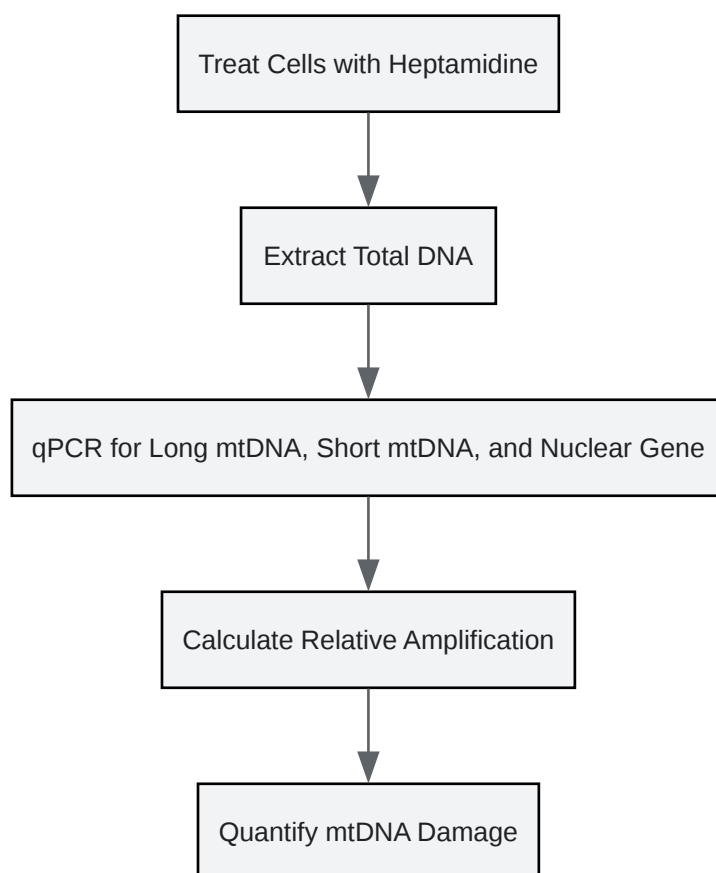 Treat Cells with Heptamidine
Extract Total DNA
qPCR for Long mtDNA, Short mtDNA, and Nuclear Gene
Calculate Relative Amplification
Quantify mtDNA Damage